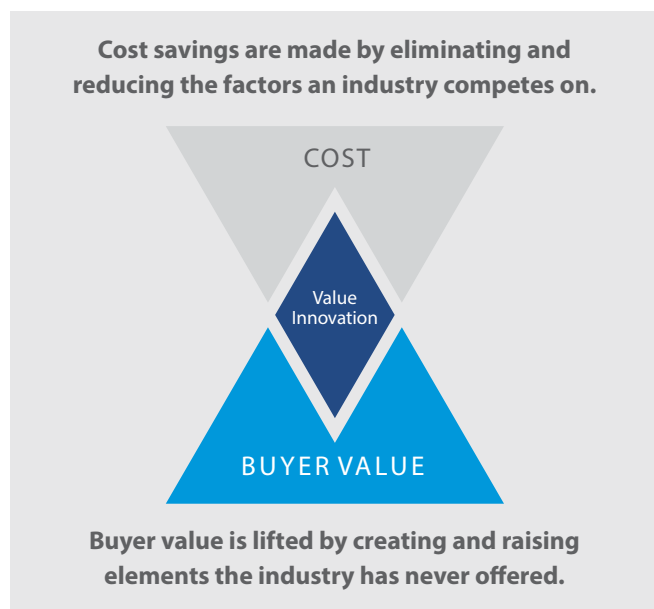 Cost savings are made by eliminating and
reducing the factors an industry competes on.
COST
Value
Innovation
BUYER VALUE
Buyer value is lifted by creating and raising
elements the industry has never offered.